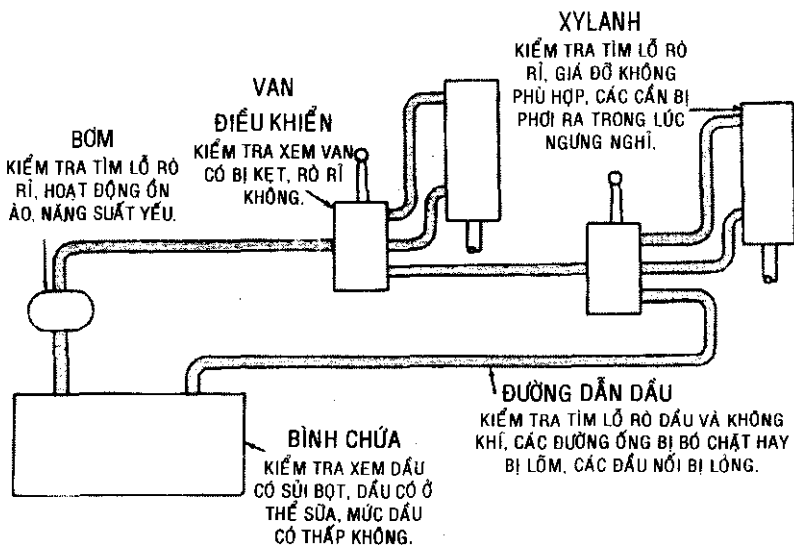 XYLANH
KIỂM TRA TÌM LỖ RÒ
RỈ, GIÁ ĐỠ KHÔNG
PHÙ HỢP, CÁC CẦN BỊ
PHƠI RA TRONG LÚC
NGƯNG NGHỈ.
VAN
ĐIỀU KHIỂN
KIỂM TRA XEM VAN
CÓ BỊ KẸT, RÒ RỈ
KHÔNG.
BƠM
KIỂM TRA TÌM LỖ RÒ
RỈ, HOẠT ĐỘNG ỒN
ÀO, NĂNG SUẤT YẾU.
ĐƯỜNG DẪN DẦU
KIỂM TRA TÌM LỖ RÒ DẦU VÀ KHÔNG
KHÍ, CÁC ĐƯỜNG ỐNG BỊ BÓ CHẶT HAY
BỊ LÕM, CÁC ĐẦU NỐI BỊ LỎNG.
BÌNH CHỨA
KIỂM TRA XEM DẦU
CÓ SỦI BỌT, DẦU CÓ Ở
THỂ SỮA, MỨC DẦU
CÓ THẤP KHÔNG.